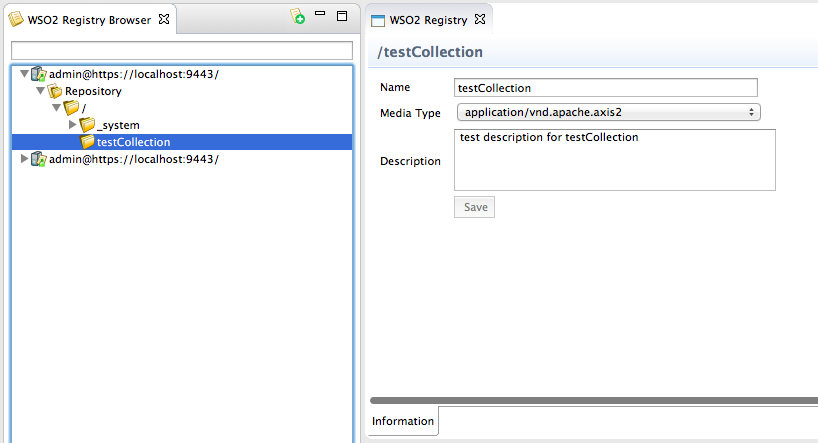 WSO2 Registry Browser
admin@https://localhost:9443/
Repository
/
_system
testCollection
admin@https://localhost:9443/
WSO2 Registry
/testCollection
Name testCollection
Media Type application/vnd.apache.axis2
Description test description for testCollection
Save
Information